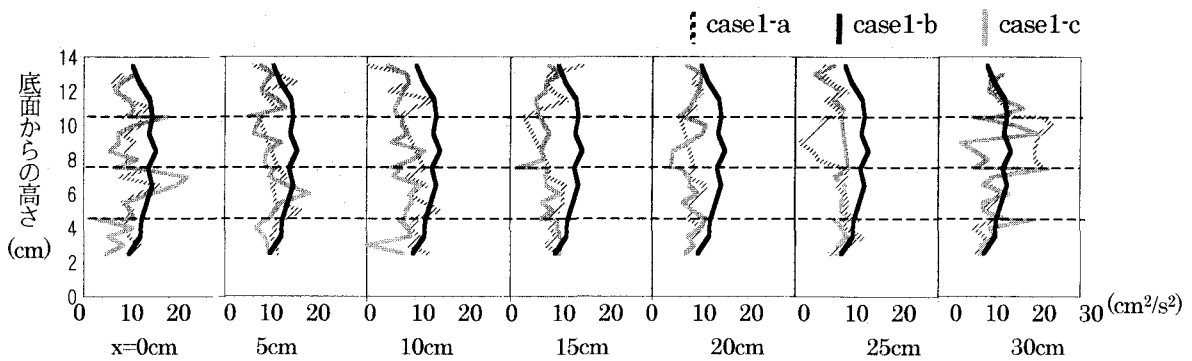 case1-a case1-b case1-c
14
12
10
8
6
4
2
0
底面からの高さ
(cm)
0 10 20 0 10 20 0 10 20 0 10 20 0 10 20 0 10 20 0 10 20 30 (cm²/s²)
x=0cm 5cm 10cm 15cm 20cm 25cm 30cm